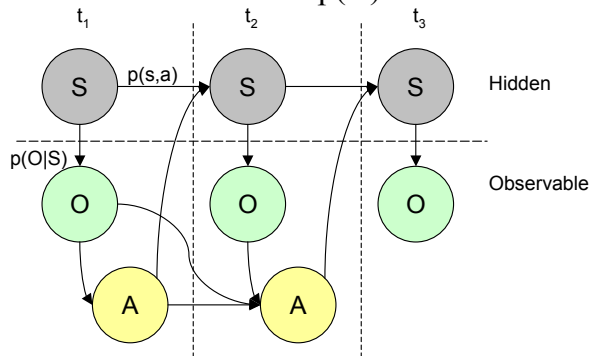 t1 t2 t3
S p(s,a) S S Hidden
p(O|S)
O O O Observable
A A